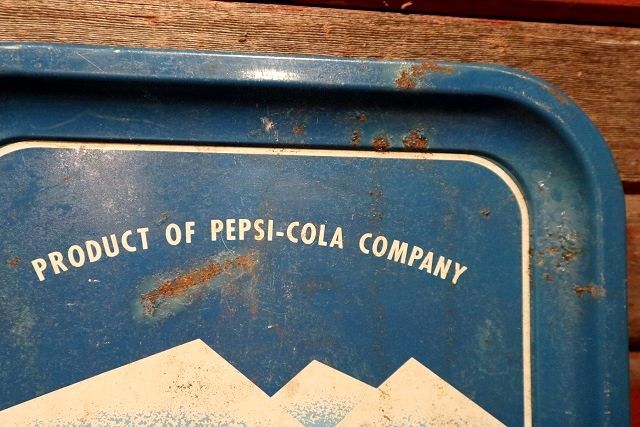 PRODUCT OF PEPSI-COLA COMPANY